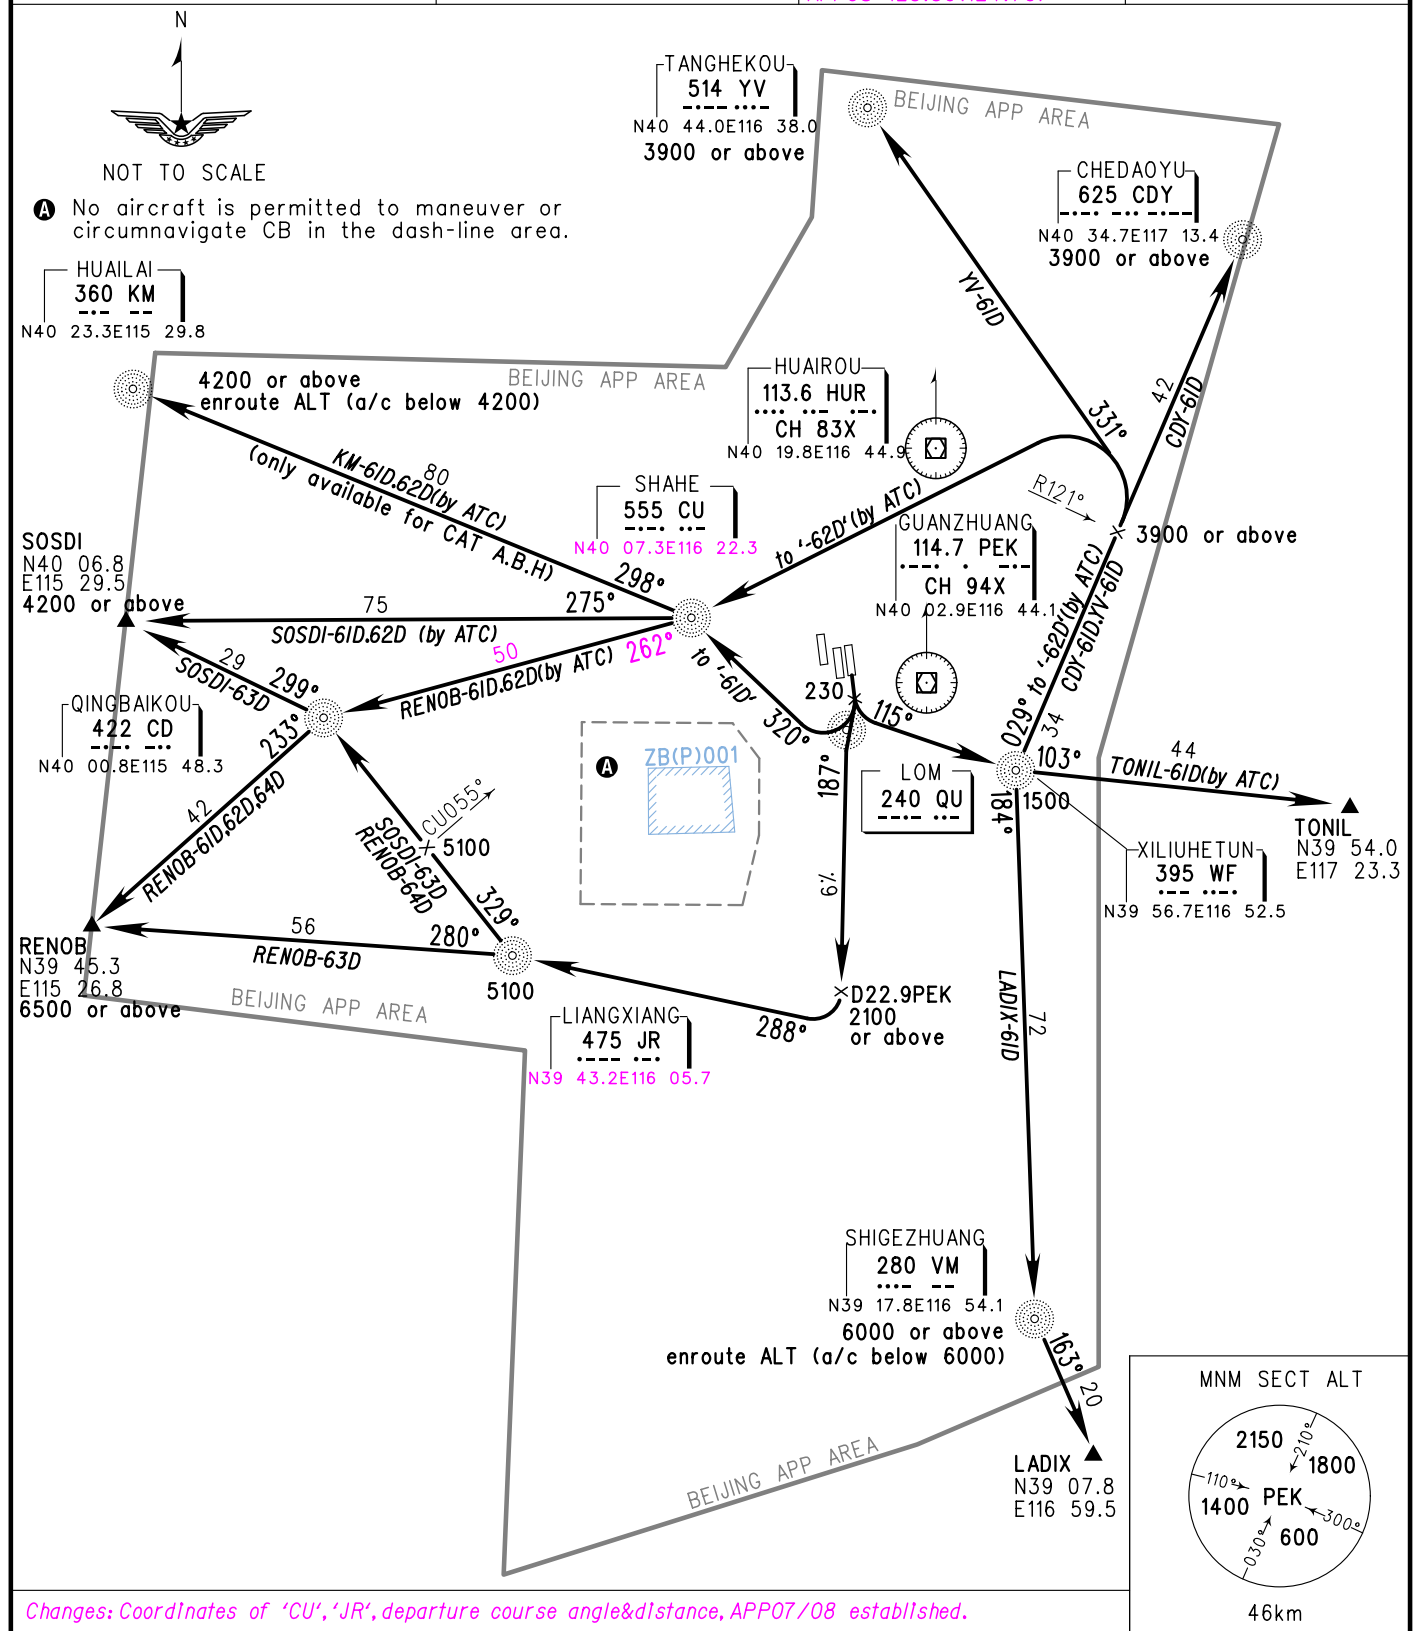 N
NOT TO SCALE
A No aircraft is permitted to maneuver or
circumnavigate CB in the dash-line area.
TANGHEKOU
514 YV
N40 44.0E116 38.0
3900 or above
BEIJING APP AREA
CHEDAOYU
625 CDY
N40 34.7E117 13.4
3900 or above
HUAILAI
360 KM
N40 23.3E115 29.8
4200 or above
enroute ALT (a/c below 4200)
BEIJING APP AREA
HUAIROU
113.6 HUR
CH 83X
N40 19.8E116 44.9
YV-61D
331°
42
CDY-61D
KM-61D.62D(by ATC)
80
(only available for CAT A.B.H)
SHAHE
555 CU
N40 07.3E116 22.3
298°
to '-62D'(by ATC)
GUANZHUANG
114.7 PEK
CH 94X
N40 02.9E116 44.1
R121°
3900 or above
SOSDI
N40 06.8
E115 29.5
4200 or above
75
275°
SOSDI-61D.62D (by ATC)
50
262°
RENOB-61D.62D(by ATC)
to '-61D'
320°
29
SOSDI-63D
299°
QINGBAIKOU
422 CD
N40 00.8E115 48.3
233°
42
RENOB-61D,62D,64D
230
115°
187°
029° to '-62D'(by ATC)
34
CDY-61D.YV-61D
103°
44
TONIL-61D(by ATC)
TONIL
N39 54.0
E117 23.3
A
ZB(P)001
LOM
240 QU
1500
184°
XILIUHETUN
395 WF
N39 56.7E116 52.5
CU055°
5100
SOSDI-63D
RENOB-64D
329°
RENOB
N39 45.3
E115 26.8
6500 or above
56
280°
RENOB-63D
5100
BEIJING APP AREA
LIANGXIANG
475 JR
N39 43.2E116 05.7
288°
D22.9PEK
2100
or above
LADIX-61D
72
SHIGEZHUANG
280 VM
N39 17.8E116 54.1
6000 or above
enroute ALT (a/c below 6000)
163°
20
LADIX
N39 07.8
E116 59.5
BEIJING APP AREA
MNM SECT ALT
2150
210°
1800
110°
PEK
1400
300°
600
030°
46km
Changes: Coordinates of 'CU','JR', departure course angle&distance, APP07/08 established.